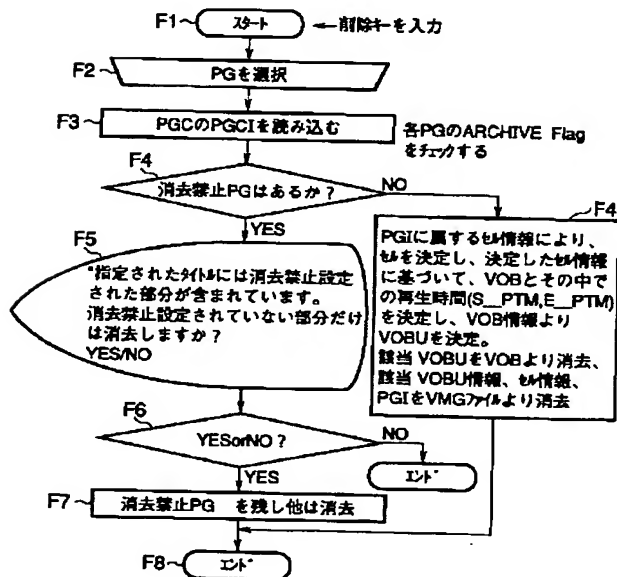 F1
スタート
←削除キーを入力
F2
PGを選択
F3
PGCのPGCIを読み込む
各PGのARCHIVE Flag
をチェックする
F4
消去禁止PGはあるか?
NO
YES
F4
PGIに属するセル情報により、
セルを決定し、決定したセル情報
に基づいて、VOBとその中で
の再生時間(S__PTM,E__PTM)
を決定し、VOB情報より
VOBUを決定。
該当 VOBUをVOBより消去、
該当 VOBU情報、セル情報、
PGIをVMGファイルより消去
F5
"指定されたタイトルには消去禁止設定
された部分が含まれています。
消去禁止設定されていない部分だけ
は消去しますか?
YES/NO
F6
YESorNO?
NO
エンド
YES
F7
消去禁止PG を残し他は消去
F8
エンド